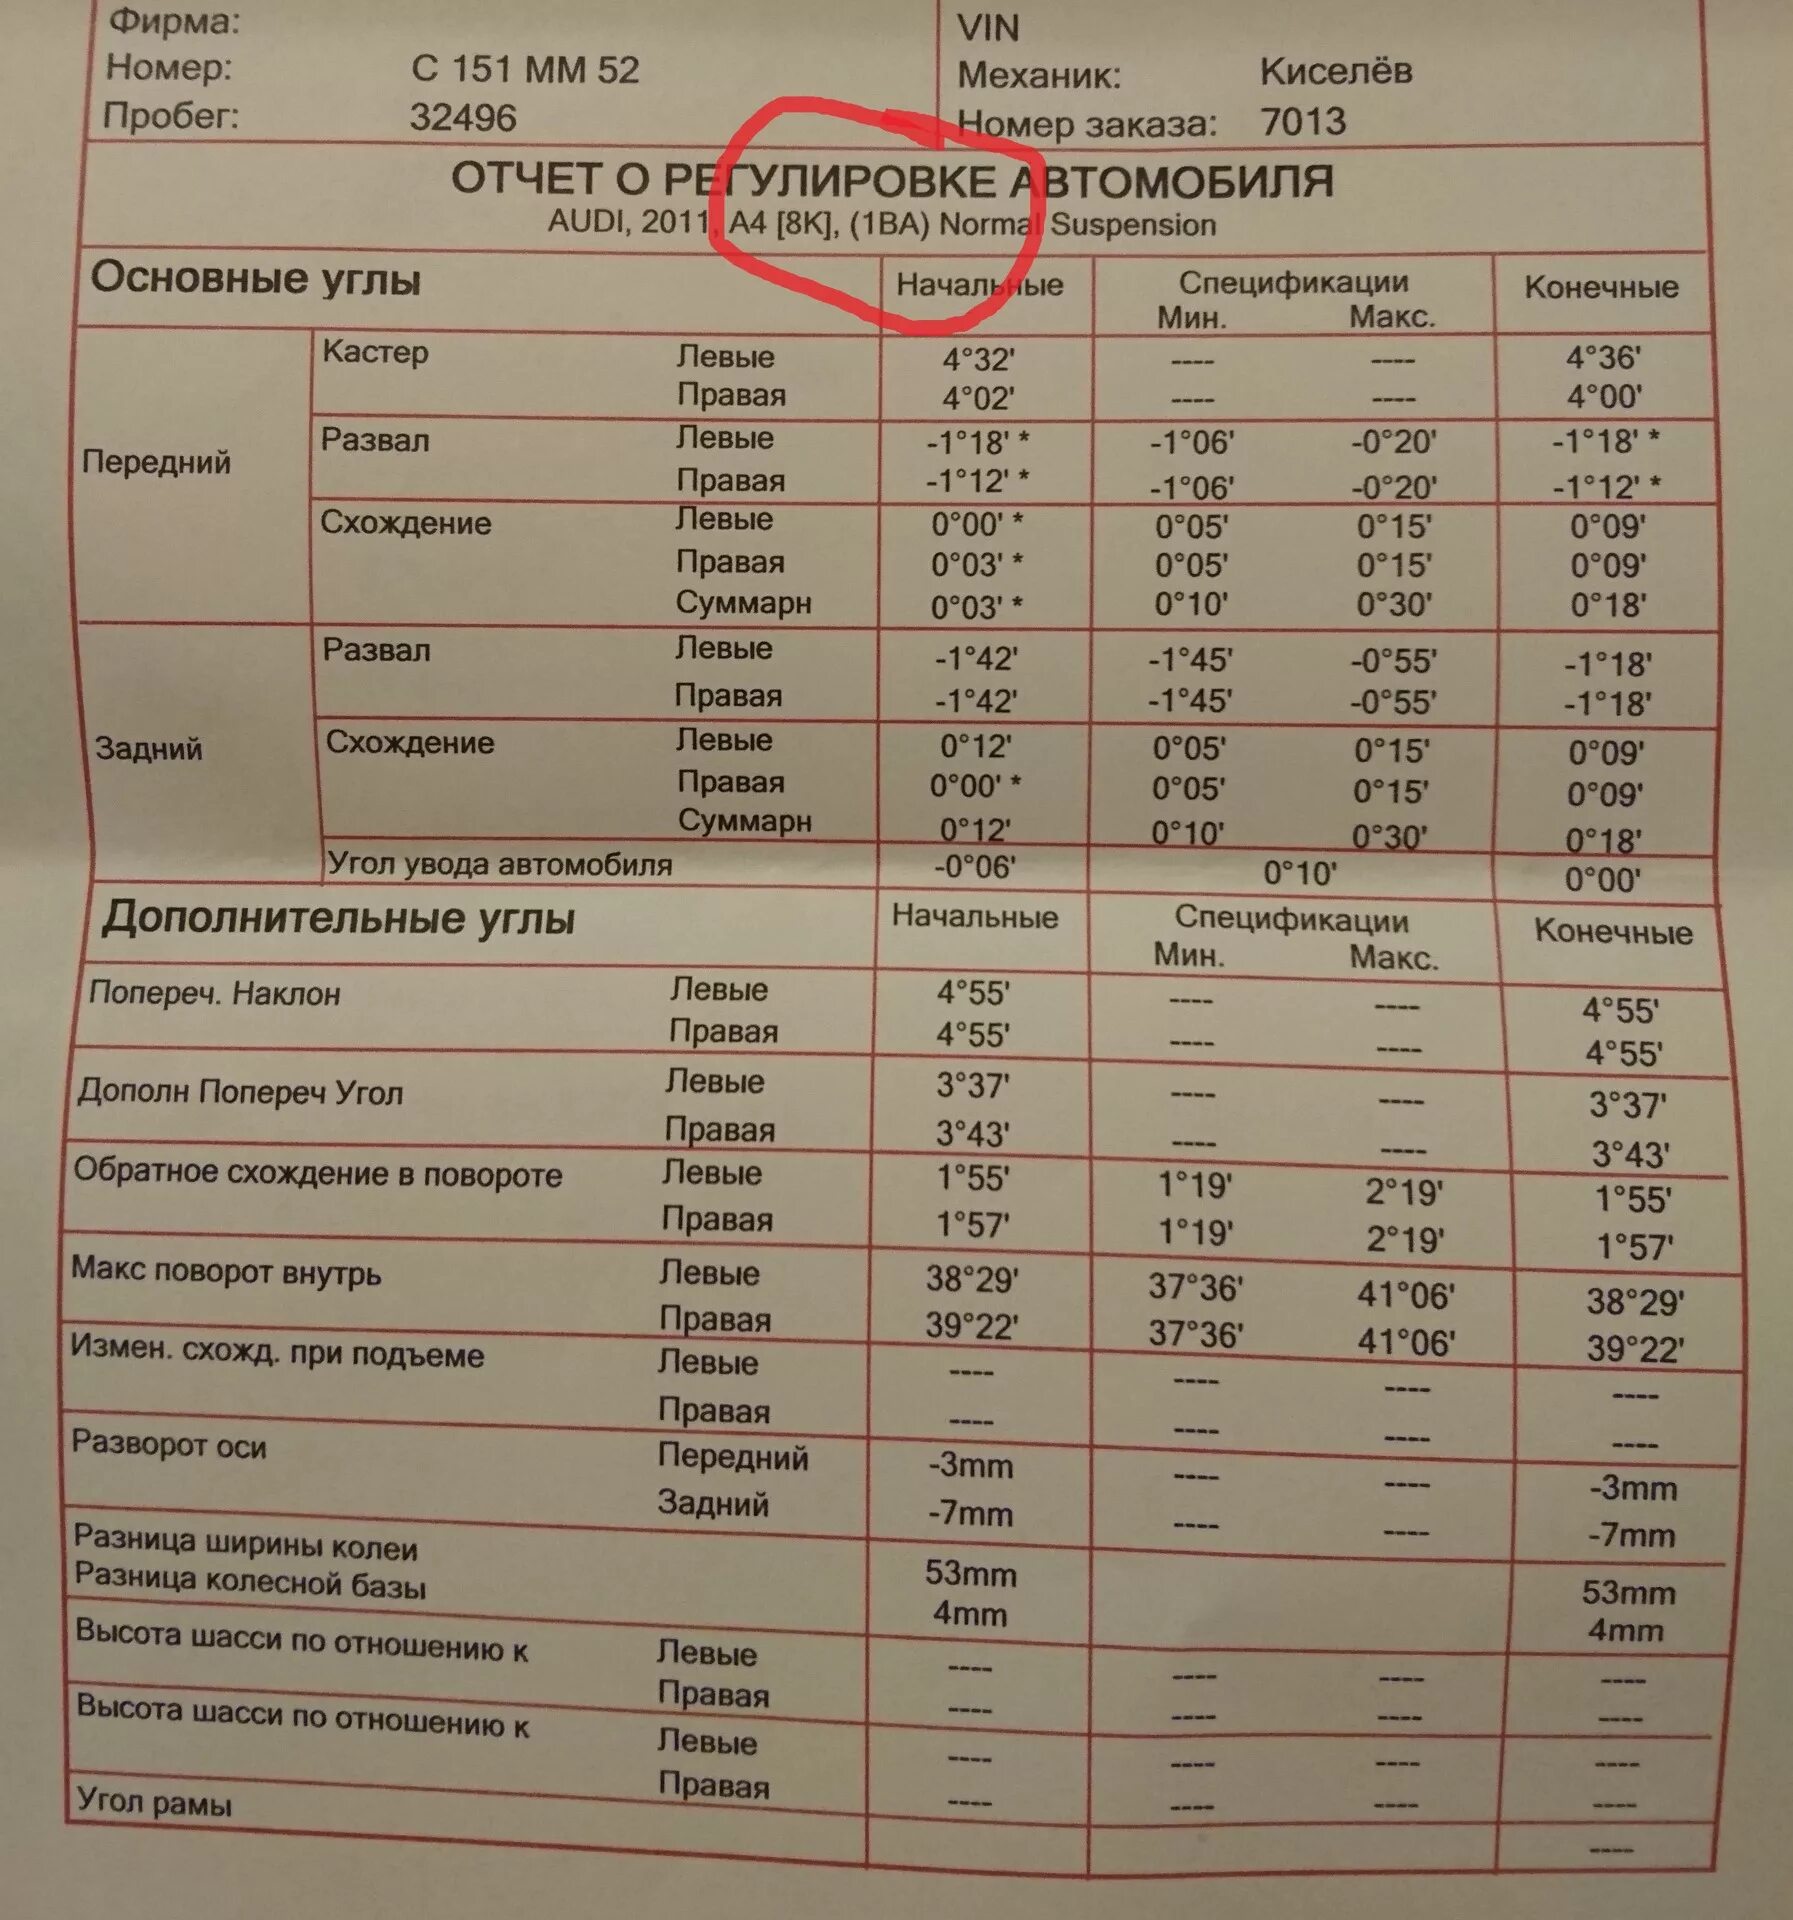 Фирма: VIN
Номер: С 151 ММ 52 Механик: Киселёв
Пробег: 32496 Номер заказа: 7013
ОТЧЕТ О РЕГУЛИРОВКЕ АВТОМОБИЛЯ
AUDI, 2011, A4 [8K], (1BA) Normal Suspension
Основные углы Начальные Спецификации Конечные
Мин. Макс.
Передний
Кастер Левые 4°32' ---- ---- 4°36'
Правая 4°02' ---- ---- 4°00'
Развал Левые -1°18' * -1°06' -0°20' -1°18' *
Правая -1°12' * -1°06' -0°20' -1°12' *
Схождение Левые 0°00' * 0°05' 0°15' 0°09'
Правая 0°03' * 0°05' 0°15' 0°09'
Суммарн 0°03' * 0°10' 0°30' 0°18'
Задний
Развал Левые -1°42' -1°45' -0°55' -1°18'
Правая -1°42' -1°45' -0°55' -1°18'
Схождение Левые 0°12' 0°05' 0°15' 0°09'
Правая 0°00' * 0°05' 0°15' 0°09'
Суммарн 0°12' 0°10' 0°30' 0°18'
Угол увода автомобиля -0°06' 0°10' 0°00'
Дополнительные углы Начальные Спецификации Конечные
Мин. Макс.
Попереч. Наклон Левые 4°55' ---- ---- 4°55'
Правая 4°55' ---- ---- 4°55'
Дополн Попереч Угол Левые 3°37' ---- ---- 3°37'
Правая 3°43' ---- ---- 3°43'
Обратное схождение в повороте Левые 1°55' 1°19' 2°19' 1°55'
Правая 1°57' 1°19' 2°19' 1°57'
Макс поворот внутрь Левые 38°29' 37°36' 41°06' 38°29'
Правая 39°22' 37°36' 41°06' 39°22'
Измен. схожд. при подъеме Левые ---- ---- ---- ----
Правая ---- ---- ---- ----
Разворот оси Передний -3mm ---- ---- -3mm
Задний -7mm ---- ---- -7mm
Разница ширины колеи 53mm 53mm
Разница колесной базы 4mm 4mm
Высота шасси по отношению к Левые ---- ---- ---- ----
Правая ---- ---- ---- ----
Высота шасси по отношению к Левые ---- ---- ---- ----
Правая ---- ---- ---- ----
Угол рамы ----